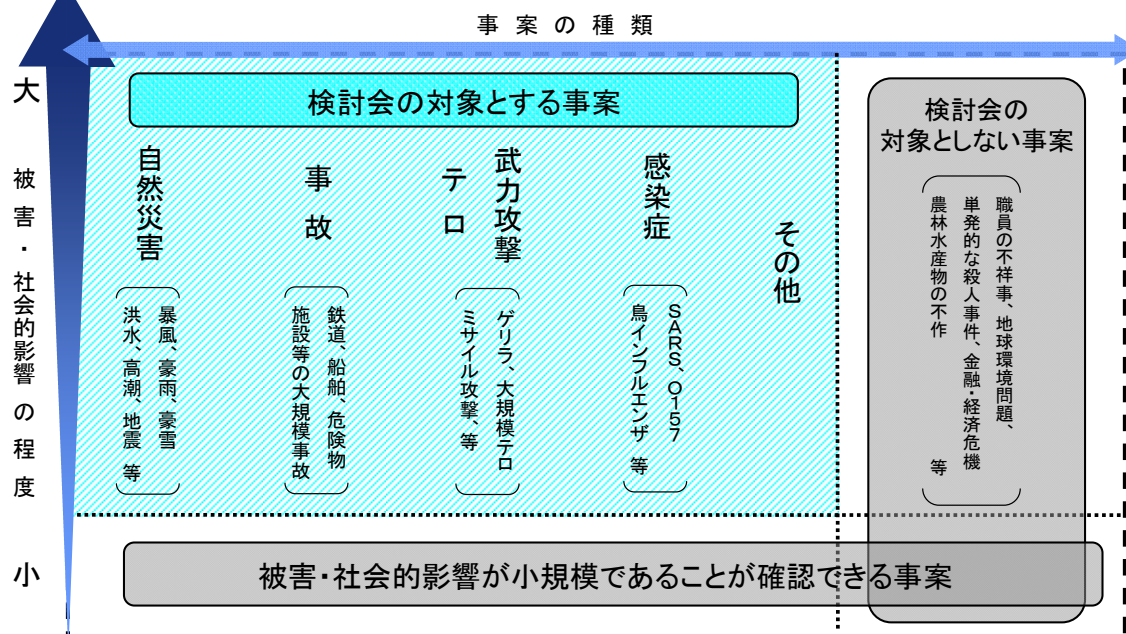 事案の種類
大
被害・社会的影響の程度
小
検討会の対象とする事案
自然災害
暴風、豪雨、豪雪
洪水、高潮、地震 等
事故
鉄道、船舶、危険物
施設等の大規模事故
武力攻撃
テロ
ゲリラ、大規模テロ
ミサイル攻撃、等
感染症
SARS、O157
鳥インフルエンザ 等
その他
検討会の
対象としない事案
職員の不祥事、地球環境問題、
単発的な殺人事件、金融・経済危機
農林水産物の不作 等
被害・社会的影響が小規模であることが確認できる事案